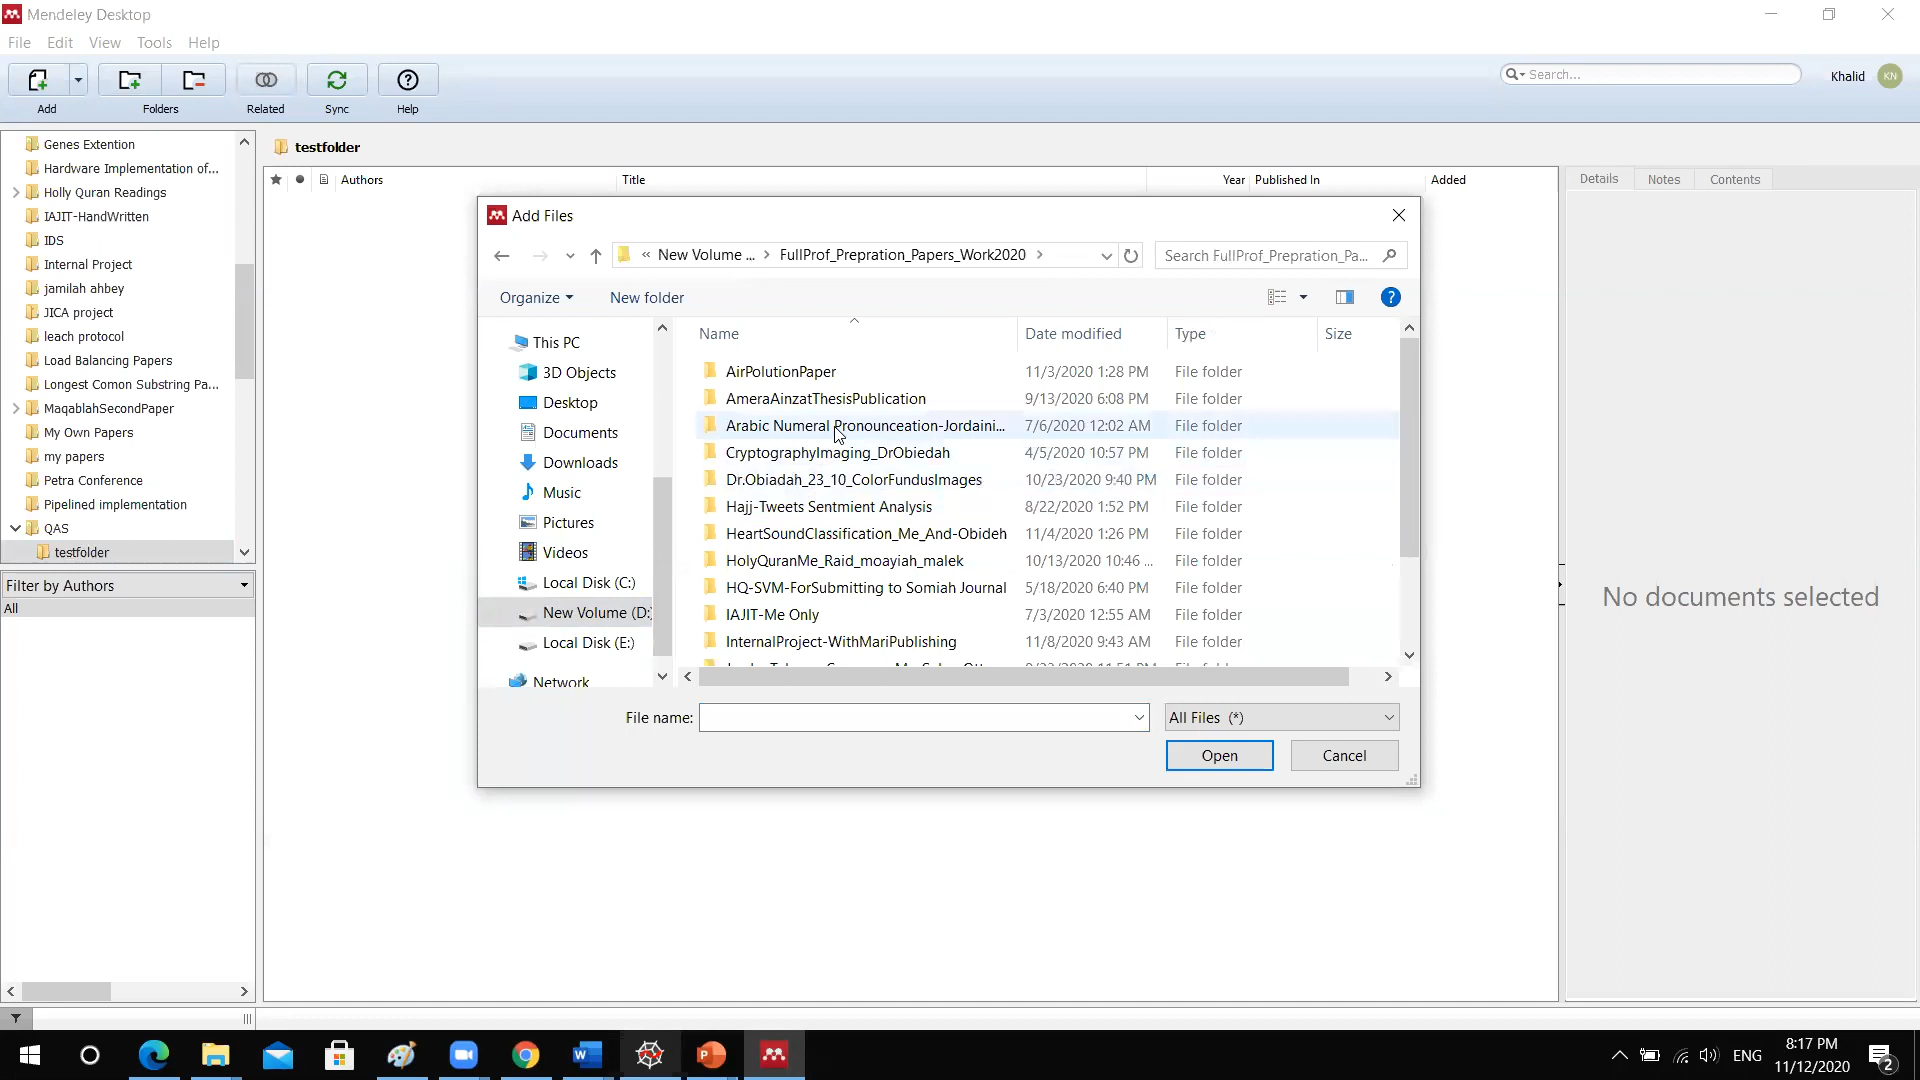 Mendeley Desktop
File Edit View Tools Help
Add Folders Related Sync Help
Search...
Khalid KN
Genes Extention
Hardware Implementation of...
Holly Quran Readings
IAJIT-HandWritten
IDS
Internal Project
jamilah ahbey
JICA project
leach protocol
Load Balancing Papers
Longest Comon Substring Pa...
MaqablahSecondPaper
My Own Papers
my papers
Petra Conference
Pipelined implementation
QAS
testfolder
Filter by Authors
All
testfolder
Authors Title Year Published In Added
Details Notes Contents
No documents selected
Add Files
« New Volume ... > FullProf_Prepration_Papers_Work2020 >
Search FullProf_Prepration_Pa...
Organize New folder
This PC
3D Objects
Desktop
Documents
Downloads
Music
Pictures
Videos
Local Disk (C:)
New Volume (D:)
Local Disk (E:)
Network
Name Date modified Type Size
AirPolutionPaper 11/3/2020 1:28 PM File folder
AmeraAinzatThesisPublication 9/13/2020 6:08 PM File folder
Arabic Numeral Pronounceation-Jordaini... 7/6/2020 12:02 AM File folder
CryptographyImaging_DrObiedah 4/5/2020 10:57 PM File folder
Dr.Obiadah_23_10_ColorFundusImages 10/23/2020 9:40 PM File folder
Hajj-Tweets Sentmient Analysis 8/22/2020 1:52 PM File folder
HeartSoundClassification_Me_And-Obideh 11/4/2020 1:26 PM File folder
HolyQuranMe_Raid_moayiah_malek 10/13/2020 10:46 ... File folder
HQ-SVM-ForSubmitting to Somiah Journal 5/18/2020 6:40 PM File folder
IAJIT-Me Only 7/3/2020 12:55 AM File folder
InternalProject-WithMariPublishing 11/8/2020 9:43 AM File folder
File name:
All Files (*)
Open Cancel
ENG
8:17 PM
11/12/2020
2